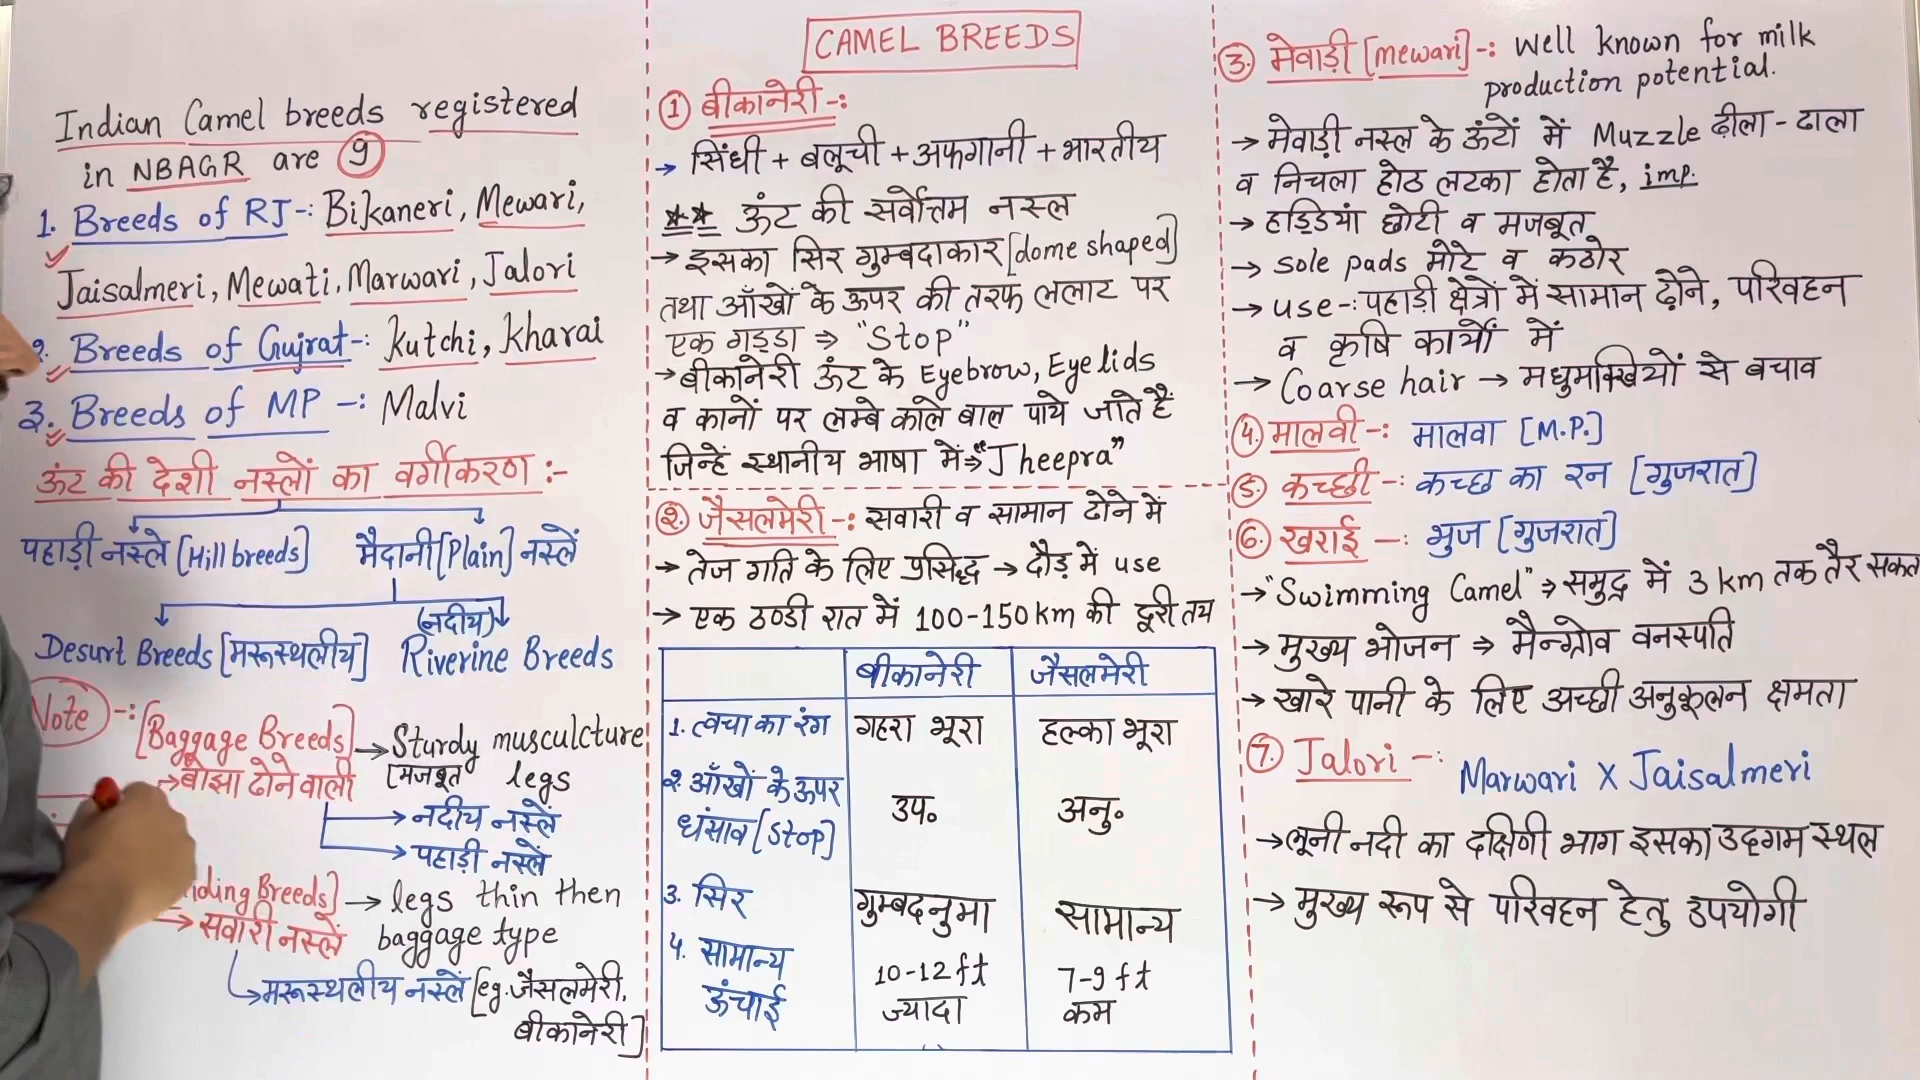 CAMEL BREEDS
Indian Camel breeds registered
in NBAGR are 9
1. Breeds of RJ-: Bikaneri, Mewari,
Jaisalmeri, Mewati, Marwari, Jalori
2. Breeds of Gujrat-: Kutchi, Kharai
3. Breeds of MP -: Malvi
ऊंट की देशी नस्लों का वर्गीकरण :-
पहाड़ी नस्ले [Hill breeds] मैदानी [Plain] नस्लें
(नदीय)
Desurt Breeds [मरूस्थलीय] Riverine Breeds
Note -: [Baggage Breeds] → Sturdy musculcture
→ बोझा ढोने वाली [मजबूत legs
→ नदीय नस्लें
→ पहाड़ी नस्लें
iding Breeds] → legs thin then
→ सवारी नस्लें baggage type
→ मरूस्थलीय नस्लें [eg. जैसलमेरी,
बीकानेरी]
① बीकानेरी -:
→ सिंधी + बलूची + अफगानी + भारतीय
** ऊंट की सर्वोत्तम नस्ल
→ इसका सिर गुम्बदाकार [dome shaped]
तथा आँखों के ऊपर की तरफ ललाट पर
एक गड्डा ⇒ "Stop"
→ बीकानेरी ऊंट के Eyebrow, Eye lids
व कानों पर लम्बे काले बाल पाये जाते हैं
जिन्हें स्थानीय भाषा में ⇒ "Jheepra"
②. जैसलमेरी -: सवारी व सामान ढोने में
→ तेज गति के लिए प्रसिद्ध → दौड़ में use
→ एक ठण्डी रात में 100-150 km की दूरी तय
बीकानेरी जैसलमेरी
1. त्वचा का रंग गहरा भूरा हल्का भूरा
2. आँखों के ऊपर
धंसाव [Stop] उप० अनु०
3. सिर गुम्बदनुमा सामान्य
4. सामान्य 10-12 ft 7-9 ft
ऊंचाई ज्यादा कम
③. मेवाड़ी [mewari] -: Well known for milk
production potential.
→ मेवाड़ी नस्ल के ऊंटों में Muzzle ढ़ीला - ढाला
व निचला होठ लटका होता है, imp.
→ हड्डियां छोटी व मजबूत
→ Sole pads मोटे व कठोर
→ use -: पहाड़ी क्षेत्रों में सामान ढ़ोने, परिवहन
व कृषि कार्यों में
→ Coarse hair → मधुमक्खियों से बचाव
④. मालवी -: मालवा [M.P.]
⑤. कच्छी -: कच्छ का रन [गुजरात]
⑥. खराई -: भुज [गुजरात]
→ "Swimming Camel" ⇒ समुद्र में 3 km तक तैर सकत
→ मुख्य भोजन ⇒ मैन्ग्रोव वनस्पति
→ खारे पानी के लिए अच्छी अनुकूलन क्षमता
⑦. Jalori -: Marwari X Jaisalmeri
→ लूनी नदी का दक्षिणी भाग इसका उद्गम स्थल
→ मुख्य रूप से परिवहन हेतु उपयोगी